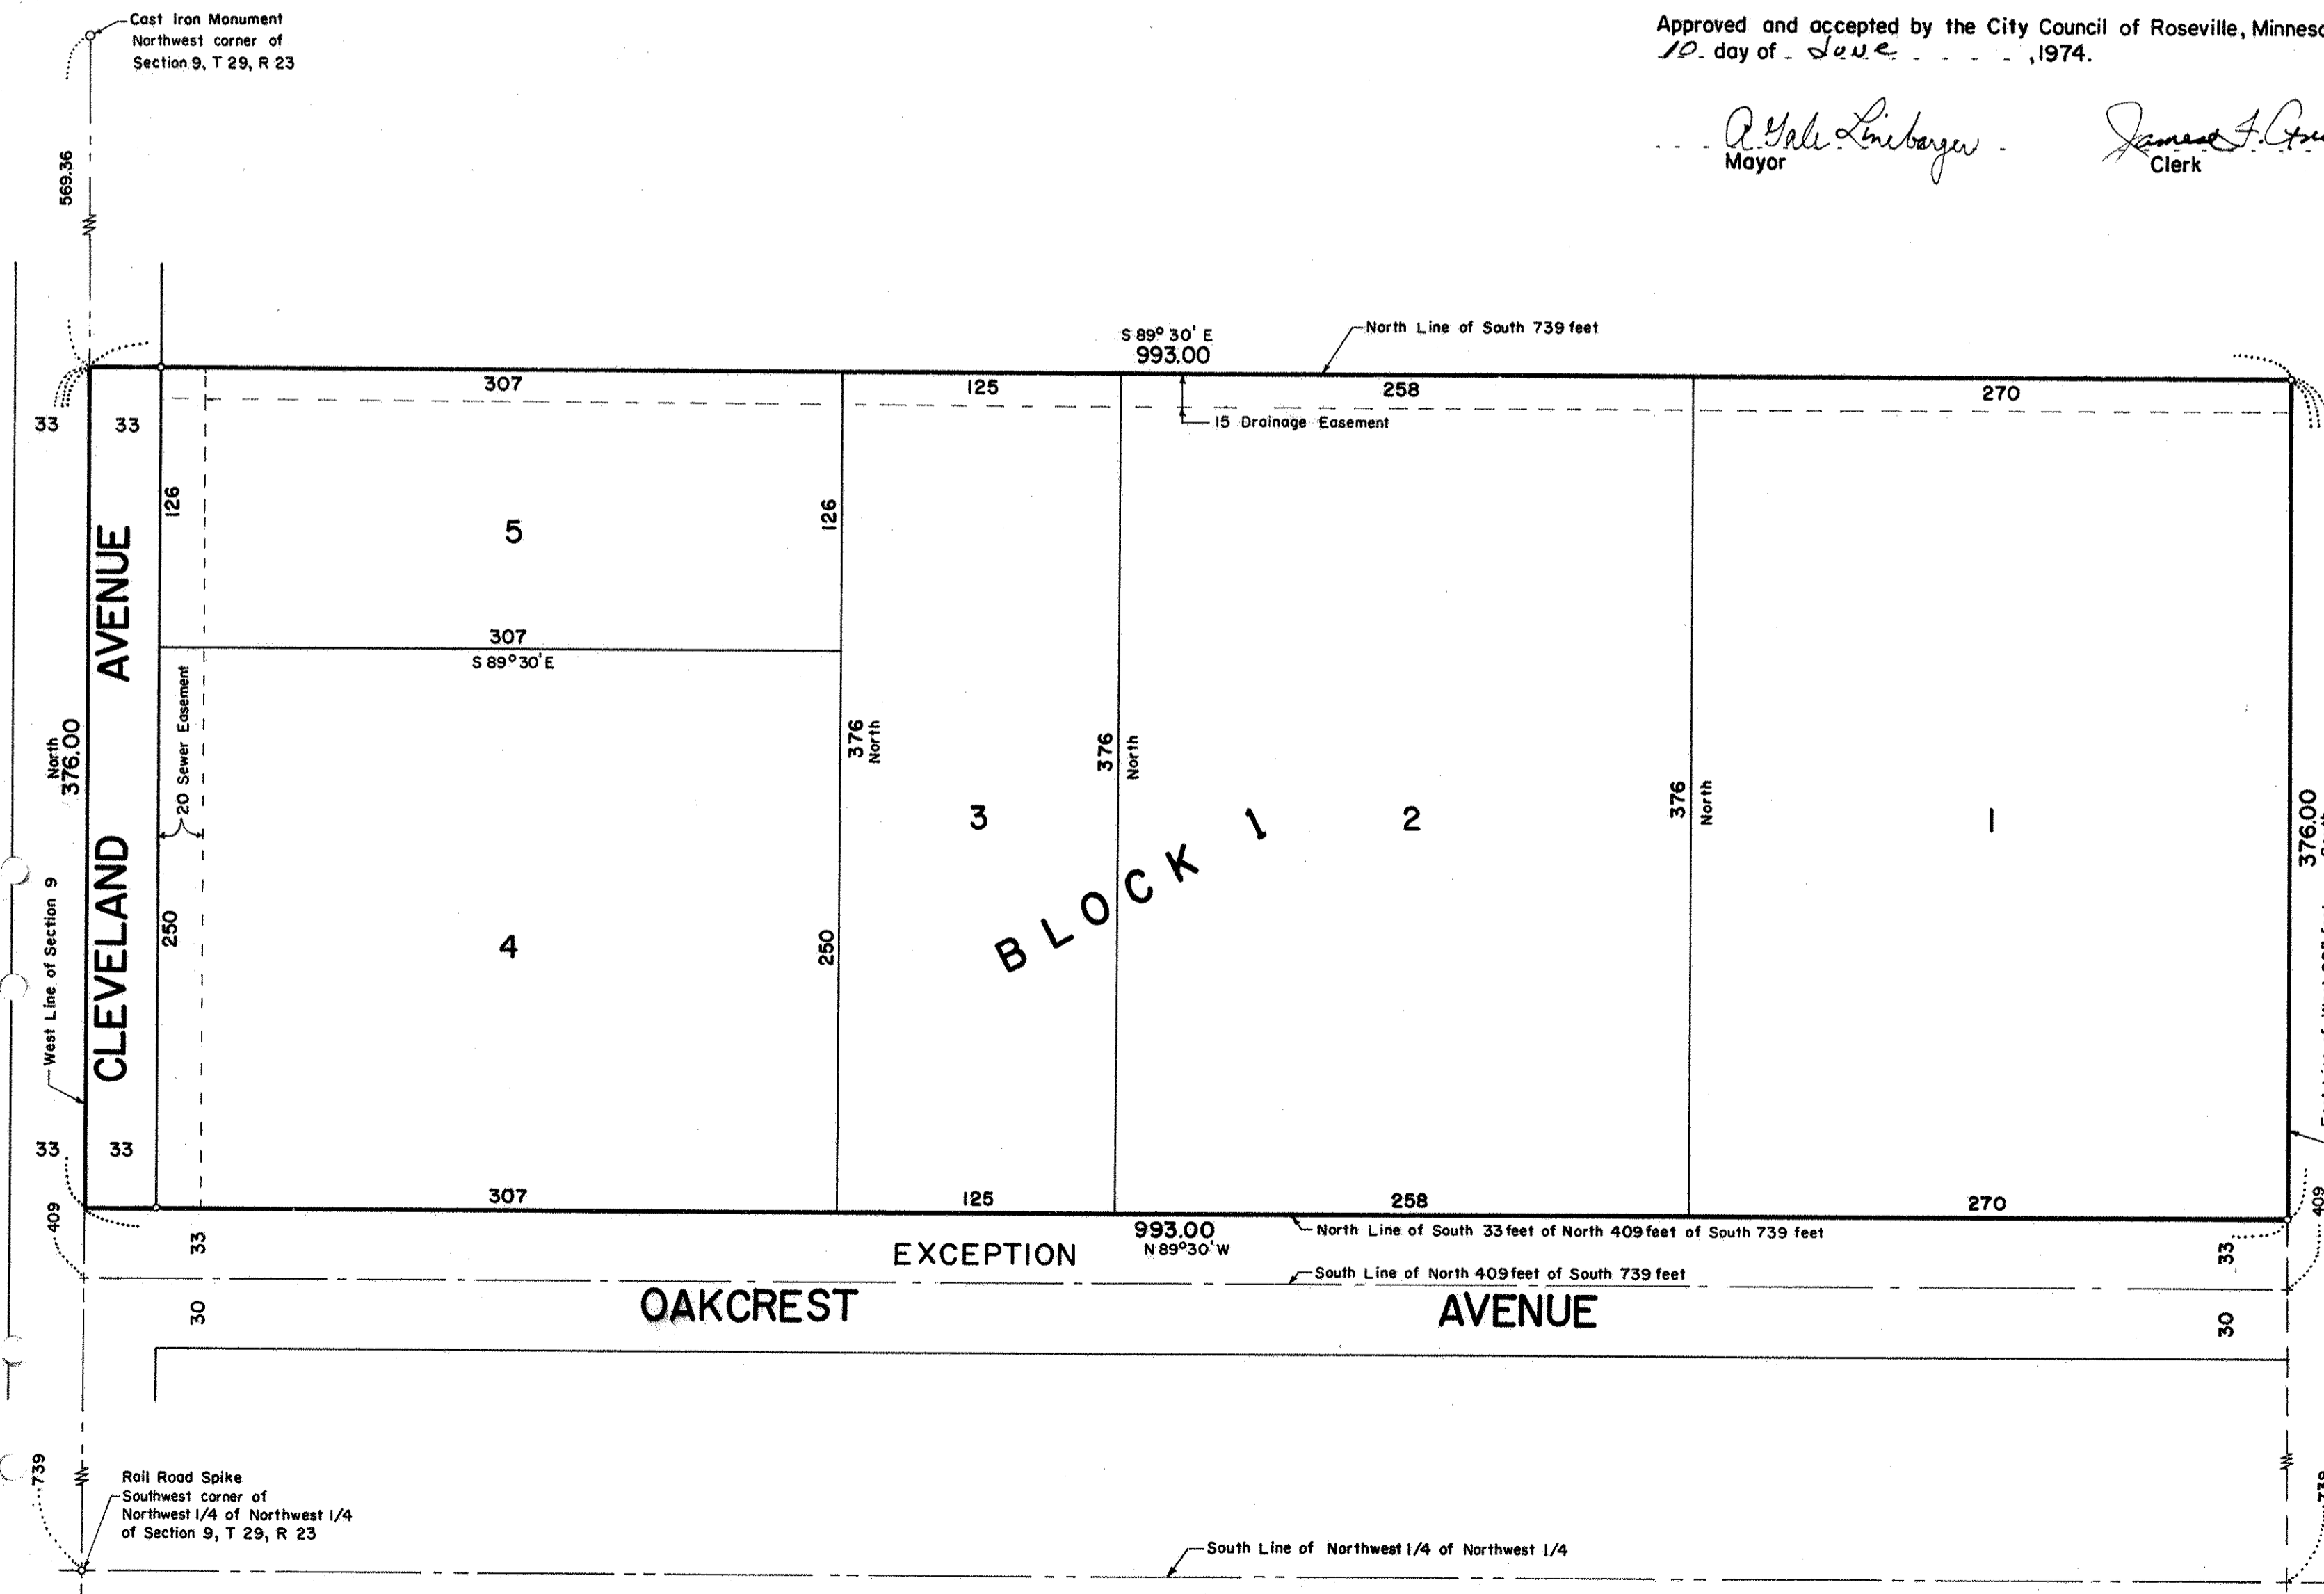 Cast Iron Monument
Northwest corner of
Section 9, T 29, R 23
Approved and accepted by the City Council of Roseville,
10 day of June , 1974.
A. Gale Linebarger
Mayor
James F.
Clerk
569.36
S 89° 30' E
993.00
North Line of South 739 feet
307
125
258
270
33
33
15 Drainage Easement
126
126
5
307
S 89° 30' E
CLEVELAND AVENUE
20 Sewer Easement
North
376.00
376
North
376
North
376
North
376.00
3
2
1
BLOCK 1
West Line of Section 9
250
250
4
33
33
409
307
125
258
270
409
993.00
N 89° 30' W
North Line of South 33 feet of North 409 feet of South 739 feet
33
EXCEPTION
33
South Line of North 409 feet of South 739 feet
30
OAKCREST AVENUE
30
739
Rail Road Spike
Southwest corner of
Northwest 1/4 of Northwest 1/4
of Section 9, T 29, R 23
739
South Line of Northwest 1/4 of Northwest 1/4